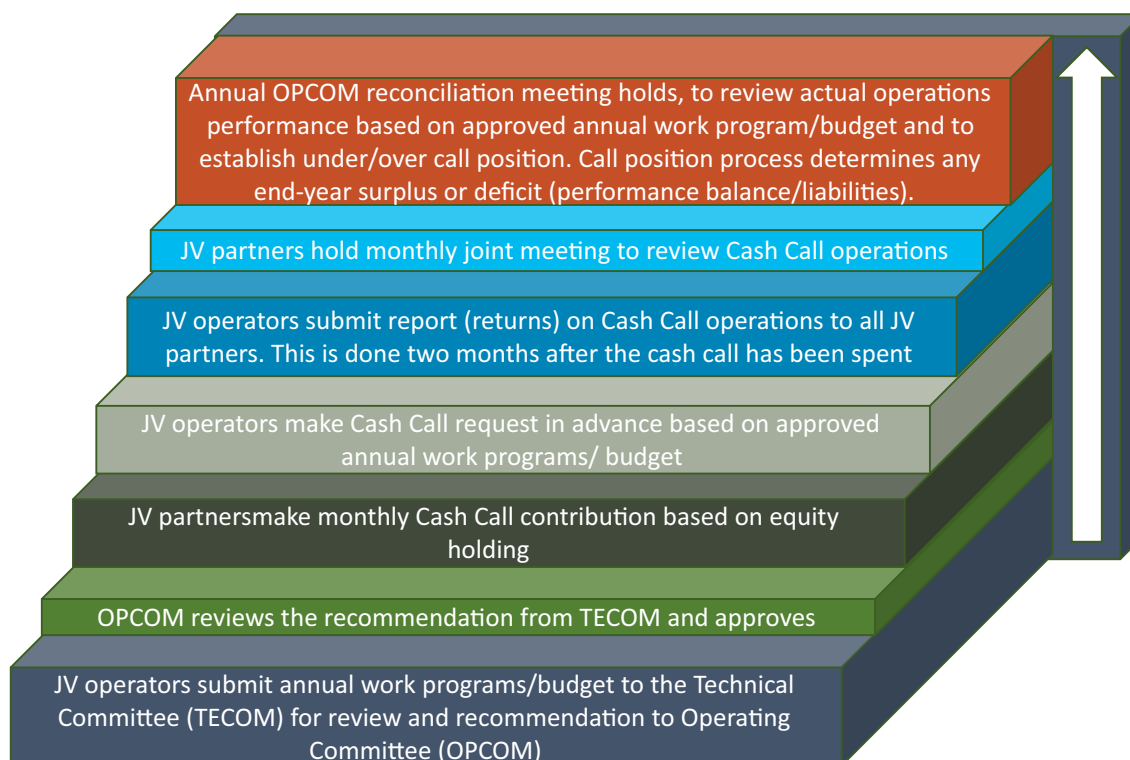 Annual OPCOM reconciliation meeting holds, to review actual operations
performance based on approved annual work program/budget and to
establish under/over call position. Call position process determines any
end-year surplus or deficit (performance balance/liabilities).
JV partners hold monthly joint meeting to review Cash Call operations
JV operators submit report (returns) on Cash Call operations to all JV
partners. This is done two months after the cash call has been spent
JV operators make Cash Call request in advance based on approved
annual work programs/ budget
JV partnersmake monthly Cash Call contribution based on equity
holding
OPCOM reviews the recommendation from TECOM and approves
JV operators submit annual work programs/budget to the Technical
Committee (TECOM) for review and recommendation to Operating
Committee (OPCOM)